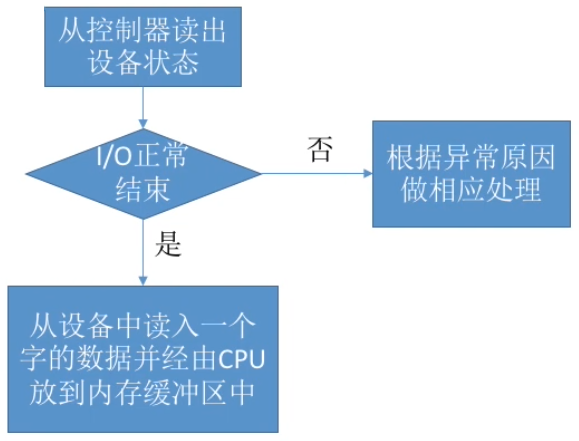 从控制器读出
设备状态
I/O正常
结束
否
根据异常原因
做相应处理
是
从设备中读入一个
字的数据并经由CPU
放到内存缓冲区中